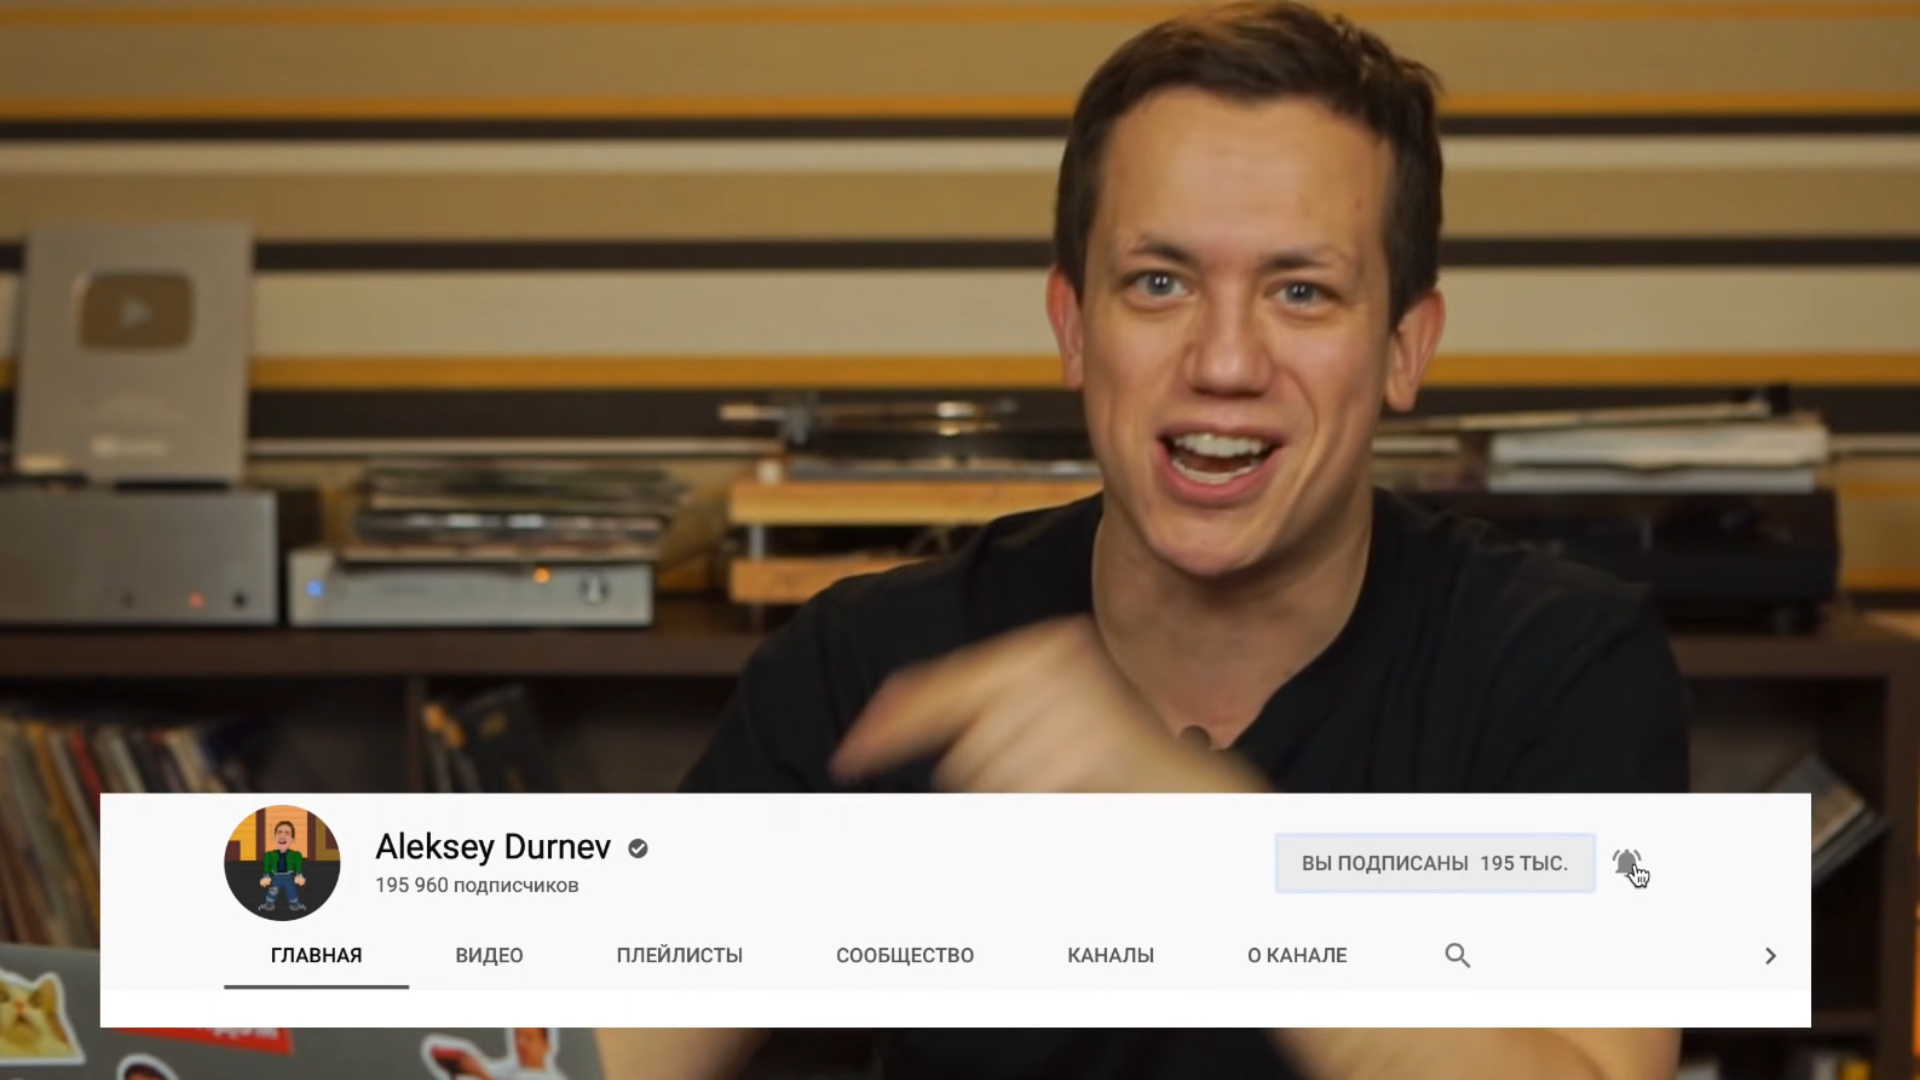 Aleksey Durnev
195 960 подписчиков
ВЫ ПОДПИСАНЫ 195 ТЫС.
ГЛАВНАЯ ВИДЕО ПЛЕЙЛИСТЫ СООБЩЕСТВО КАНАЛЫ О КАНАЛЕ